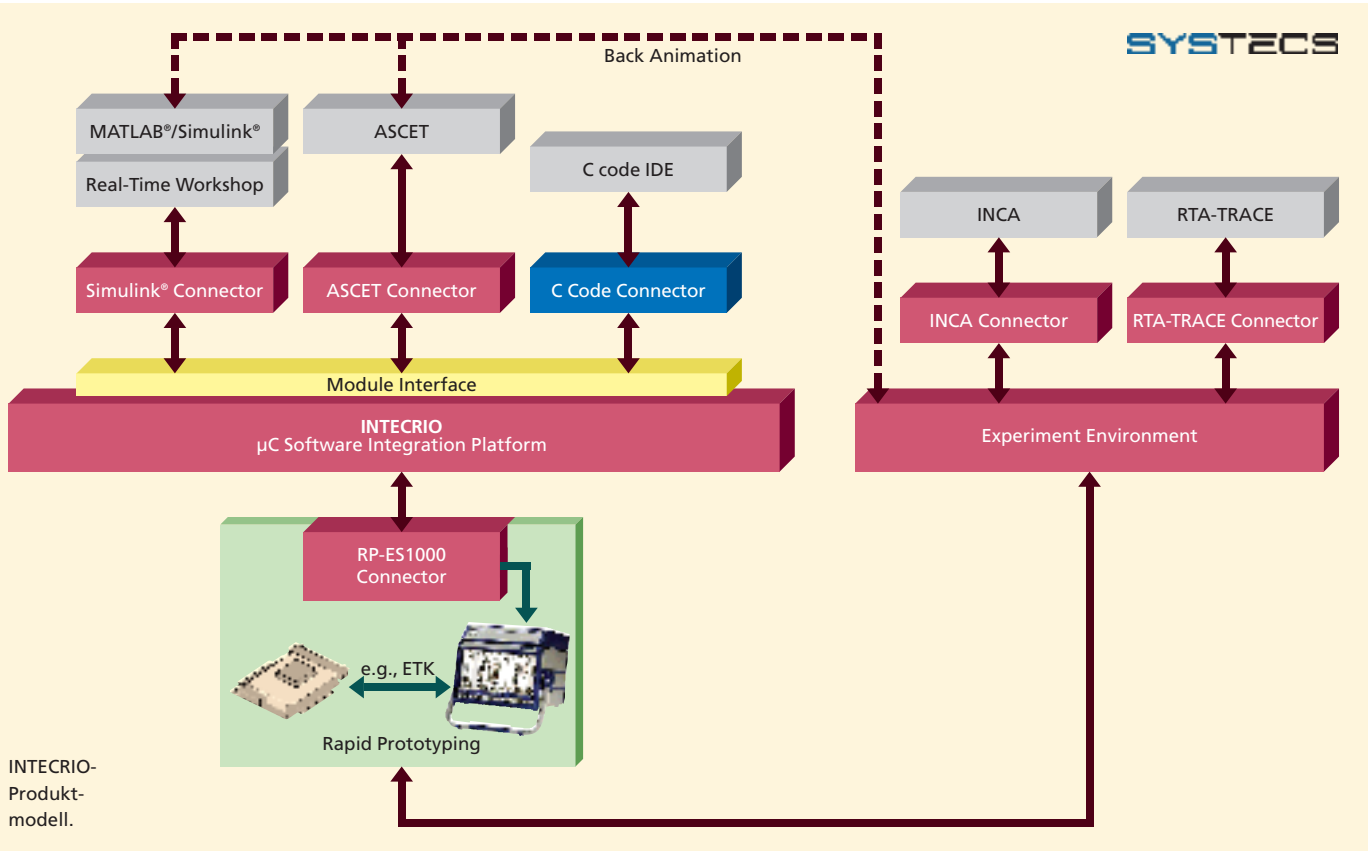 SYSTECS
Back Animation
MATLAB®/Simulink®
ASCET
Real-Time Workshop
C code IDE
INCA
RTA-TRACE
Simulink® Connector
ASCET Connector
C Code Connector
INCA Connector
RTA-TRACE Connector
Module Interface
INTECRIO
µC Software Integration Platform
Experiment Environment
RP-ES1000
Connector
e.g., ETK
Rapid Prototyping
INTECRIO-
Produkt-
modell.